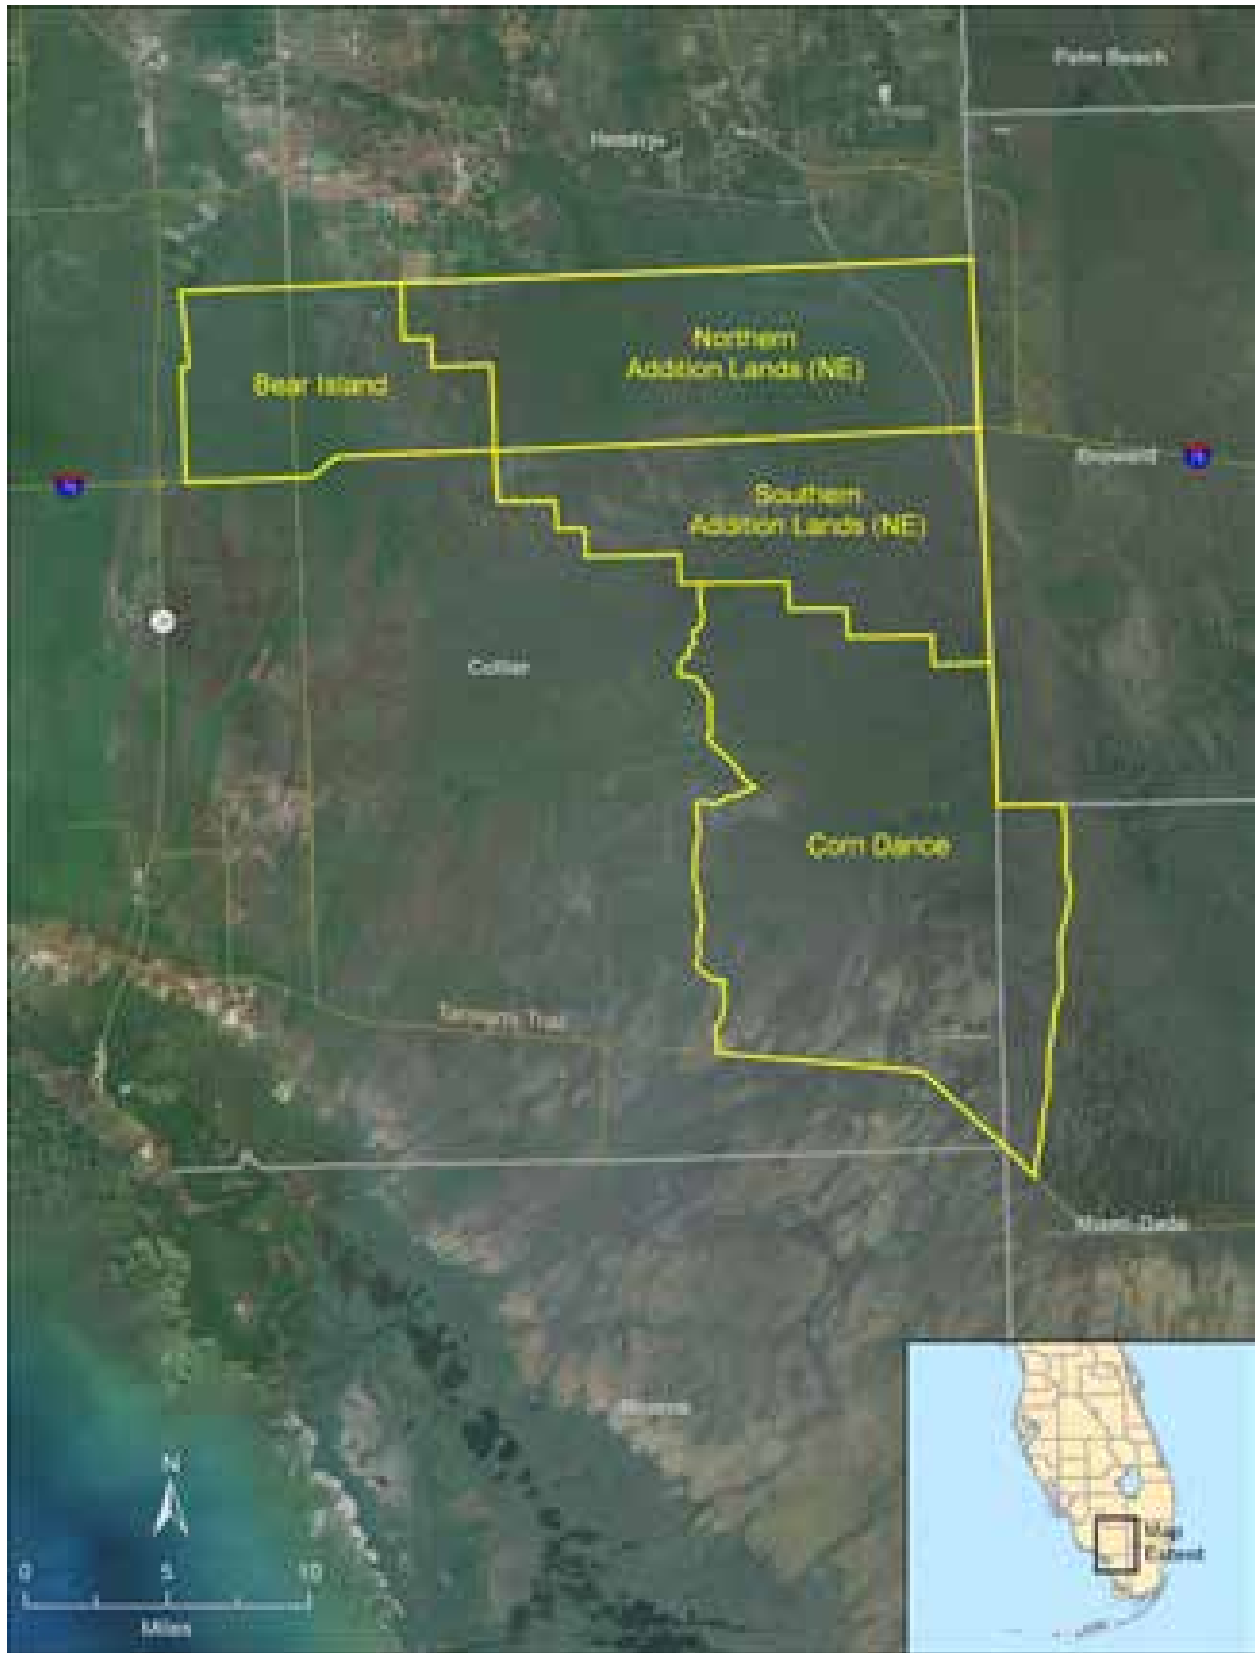 Palm Beach
Hendry
Northern
Addition Lands (NE)
Bear Island
Broward
Southern
Addition Lands (NE)
Collier
Corn Dance
Tamiami Trail
Miami-Dade
Monroe
N
0 5 10
Miles
Map
Extent